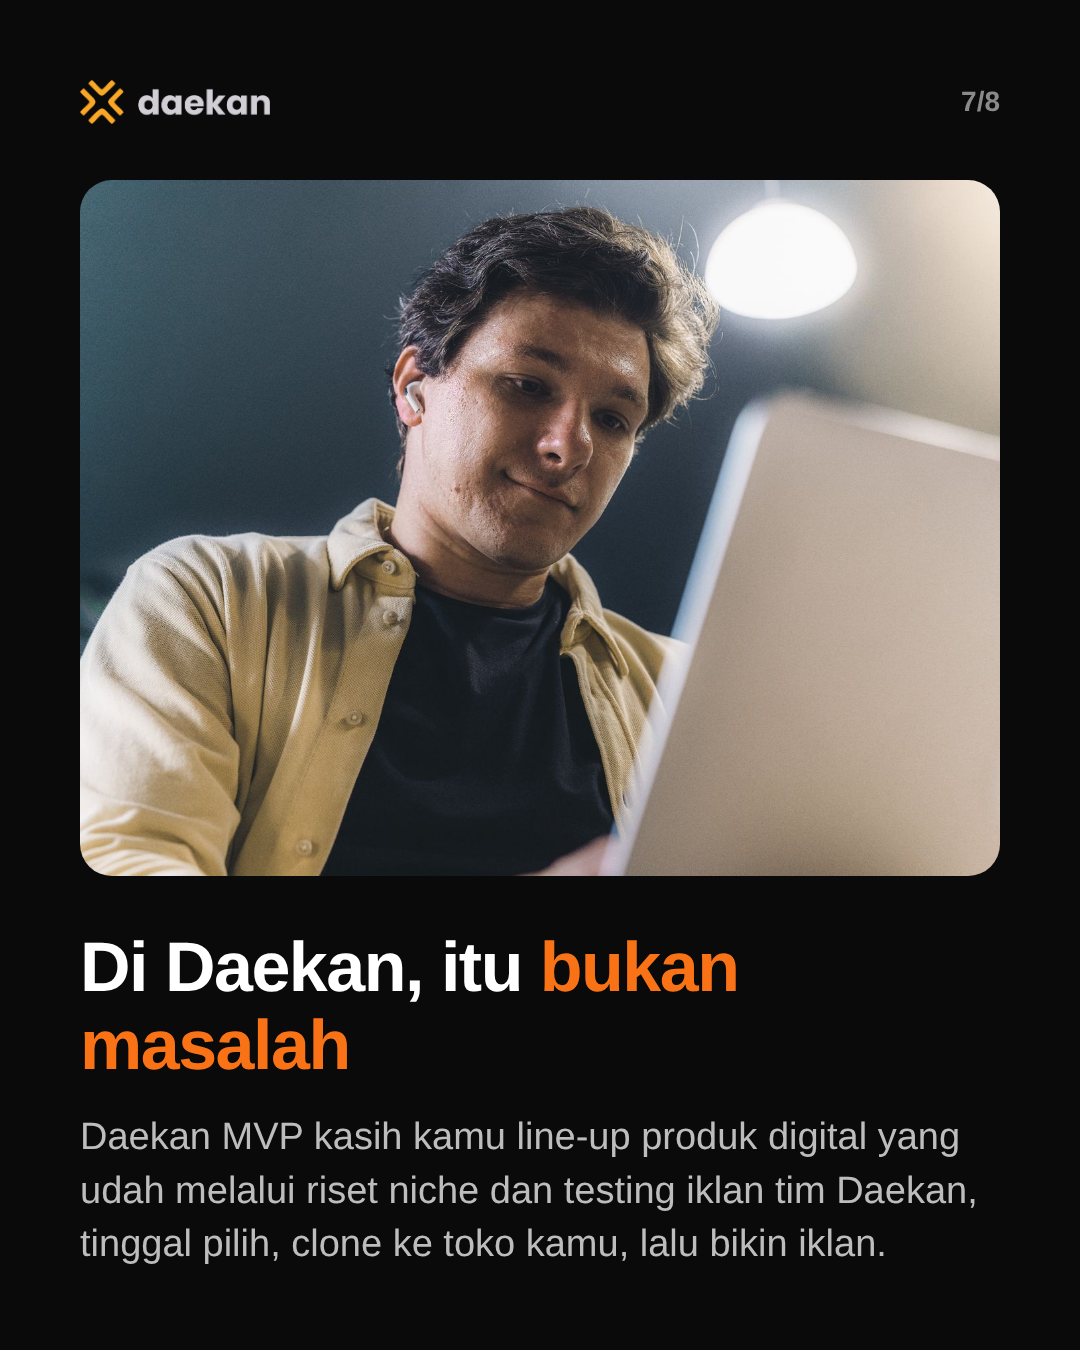 daekan
7/8
Di Daekan, itu bukan
masalah
Daekan MVP kasih kamu line-up produk digital yang
udah melalui riset niche dan testing iklan tim Daekan,
tinggal pilih, clone ke toko kamu, lalu bikin iklan.